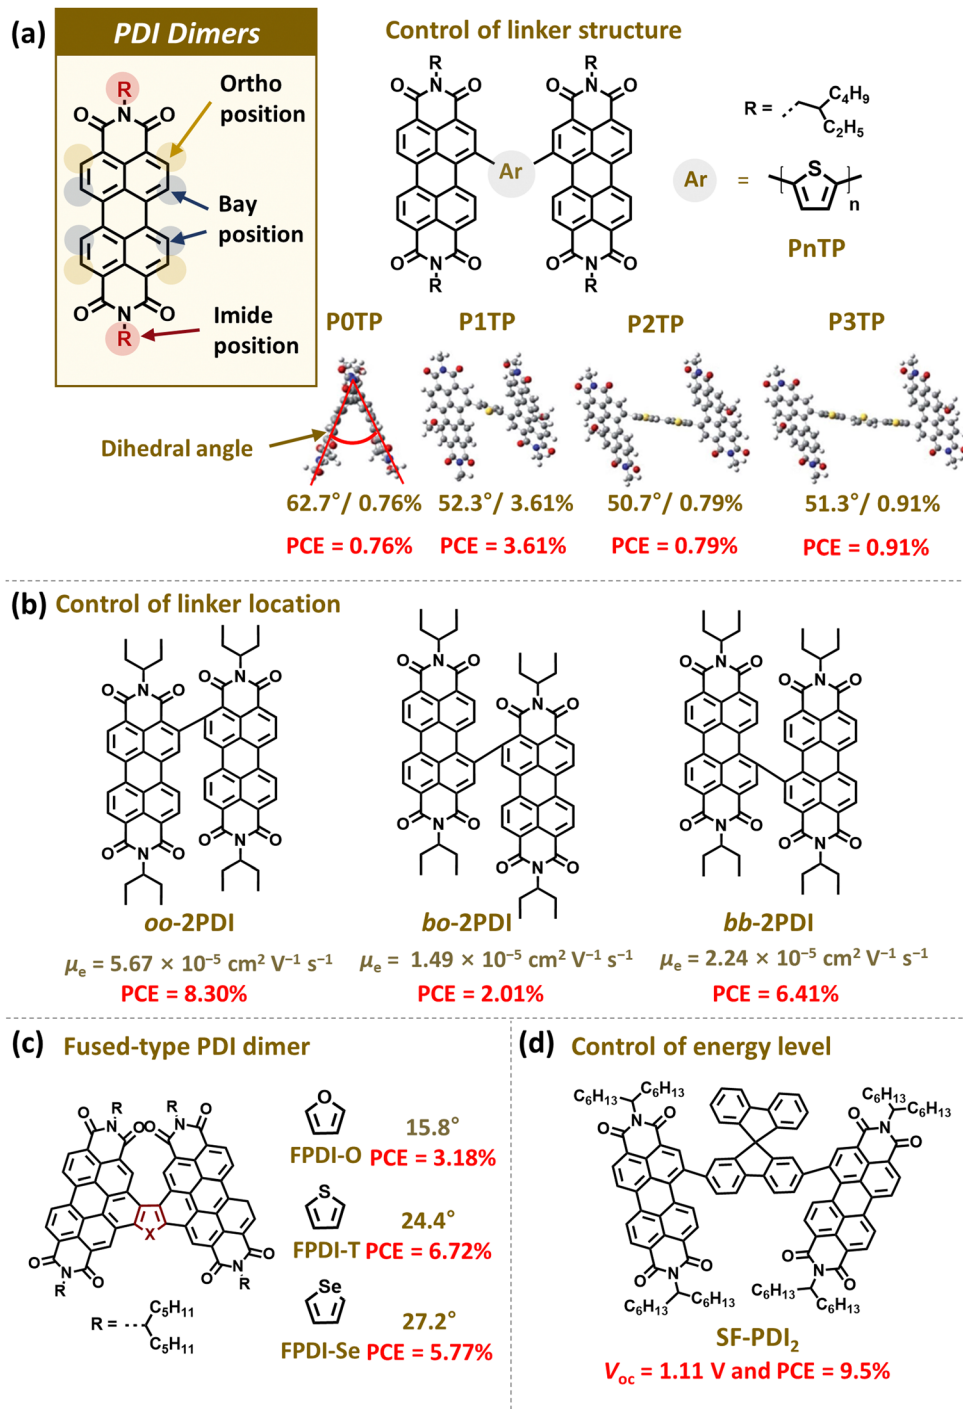 (a)
PDI Dimers
R
N
O
O
Ortho
position
Bay
position
O
O
N
R
Imide
position
Control of linker structure
R
R
O
N
O
O
N
O
Ar
O
N
O
O
N
O
R
R
R =
C4H9
C2H5
Ar
=
S
n
PnTP
P0TP
P1TP
P2TP
P3TP
Dihedral angle
62.7°/ 0.76%
52.3°/ 3.61%
50.7°/ 0.79%
51.3°/ 0.91%
PCE = 0.76%
PCE = 3.61%
PCE = 0.79%
PCE = 0.91%
(b)
Control of linker location
O
N
O
O
N
O
O
N
O
O
N
O
oo-2PDI
μe = 5.67 × 10–5 cm2 V–1 s–1
PCE = 8.30%
O
N
O
O
N
O
O
N
O
O
N
O
bo-2PDI
μe = 1.49 × 10–5 cm2 V–1 s–1
PCE = 2.01%
O
N
O
O
N
O
O
N
O
O
N
O
bb-2PDI
μe = 2.24 × 10–5 cm2 V–1 s–1
PCE = 6.41%
(c)
Fused-type PDI dimer
R
R
O
N
O
O
N
O
X
O
N
O
O
N
O
R
R
R =
C5H11
C5H11
O
FPDI-O
15.8°
PCE = 3.18%
S
FPDI-T
24.4°
PCE = 6.72%
Se
FPDI-Se
27.2°
PCE = 5.77%
(d)
Control of energy level
C6H13
C6H13
C6H13
C6H13
O
N
O
O
N
O
O
N
O
O
N
O
C6H13
C6H13
C6H13
C6H13
SF-PDI2
Voc = 1.11 V and PCE = 9.5%